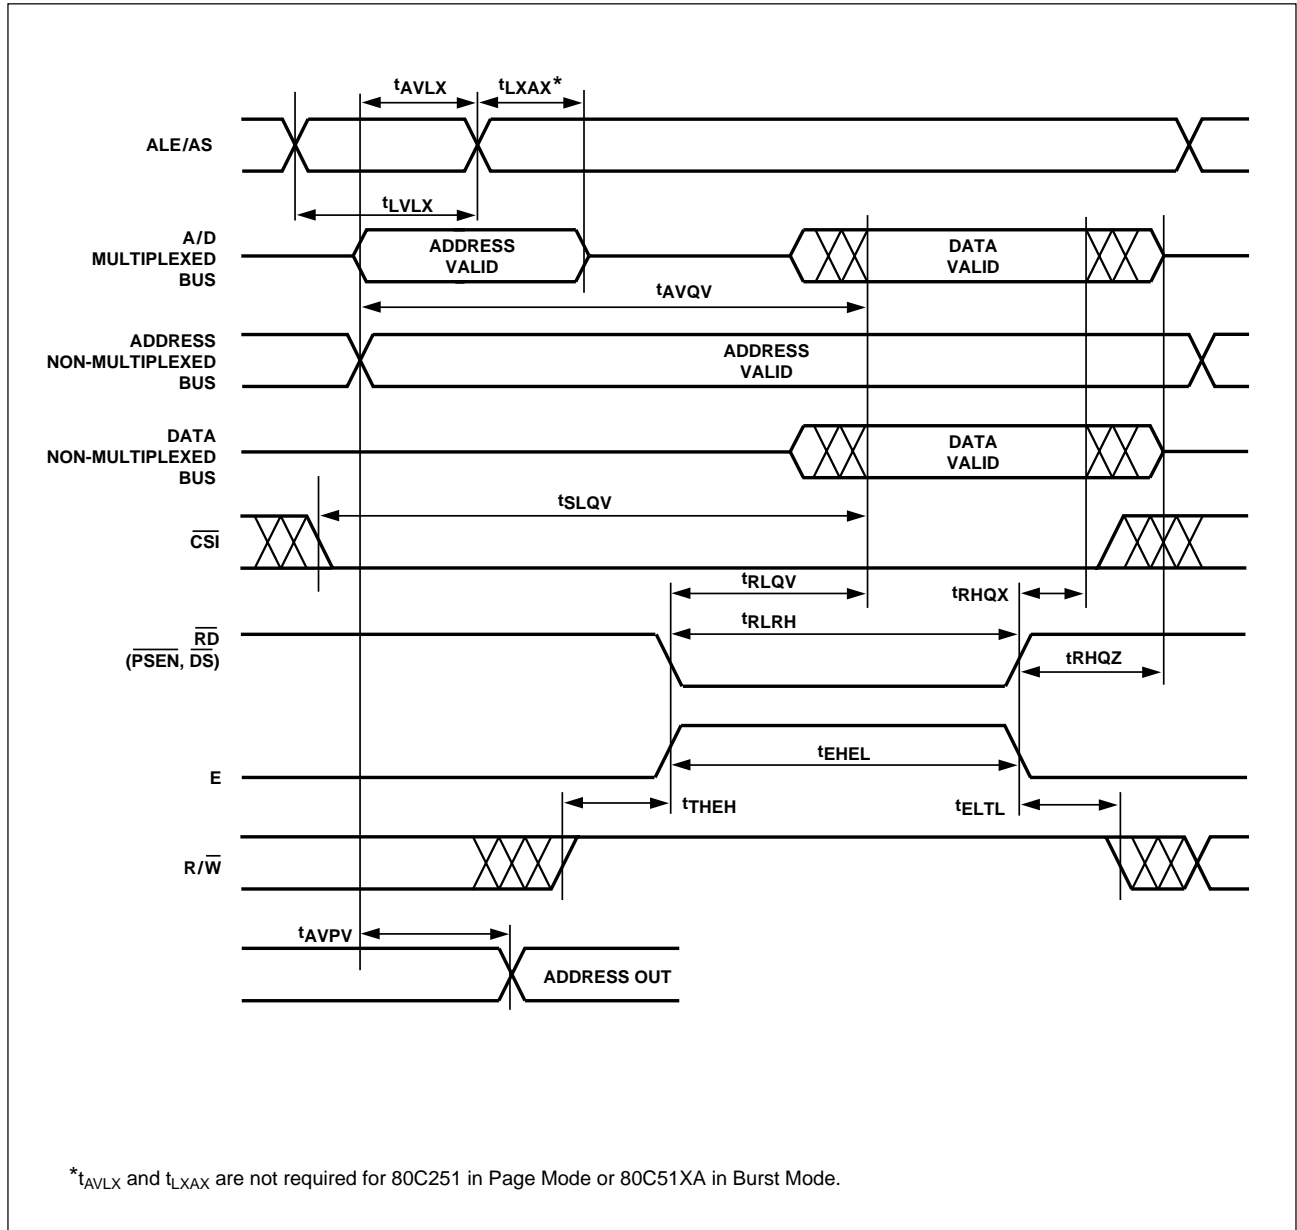 tAVLX
tLXAX*
ALE/AS
tLVLX
A/D
MULTIPLEXED
BUS
ADDRESS
VALID
DATA
VALID
tAVQV
ADDRESS
NON-MULTIPLEXED
BUS
ADDRESS
VALID
DATA
NON-MULTIPLEXED
BUS
DATA
VALID
tSLQV
CSI
tRLQV
tRHQX
tRLRH
RD
(PSEN, DS)
tRHQZ
tEHEL
E
tTHEH
tELTL
R/W
tAVPV
ADDRESS OUT
*tAVLX and tLXAX are not required for 80C251 in Page Mode or 80C51XA in Burst Mode.